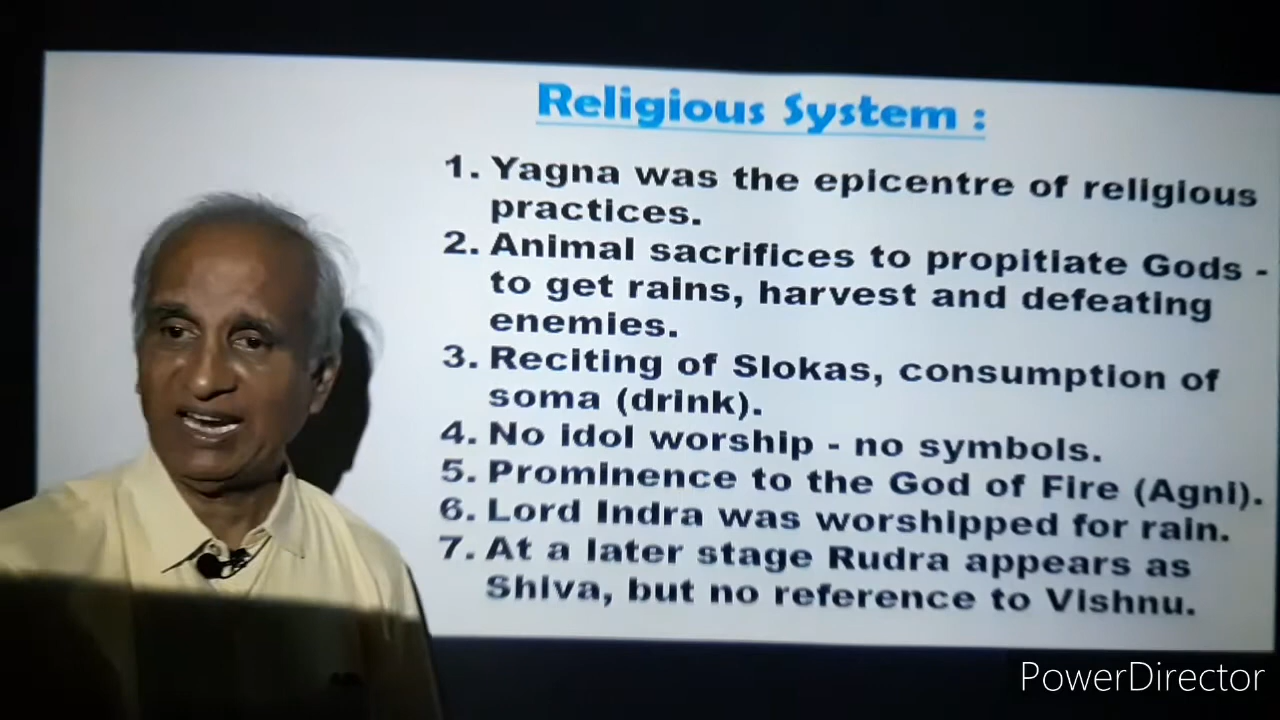 Religious System :
1. Yagna was the epicentre of religious
practices.
2. Animal sacrifices to propitiate Gods -
to get rains, harvest and defeating
enemies.
3. Reciting of Slokas, consumption of
soma (drink).
4. No idol worship - no symbols.
5. Prominence to the God of Fire (Agni).
6. Lord Indra was worshipped for rain.
7. At a later stage Rudra appears as
Shiva, but no reference to Vishnu.
PowerDirector